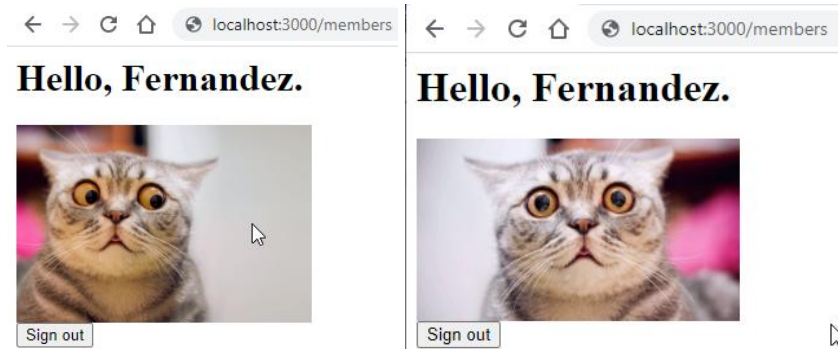 localhost:3000/members
Hello, Fernandez.
Sign out
localhost:3000/members
Hello, Fernandez.
Sign out